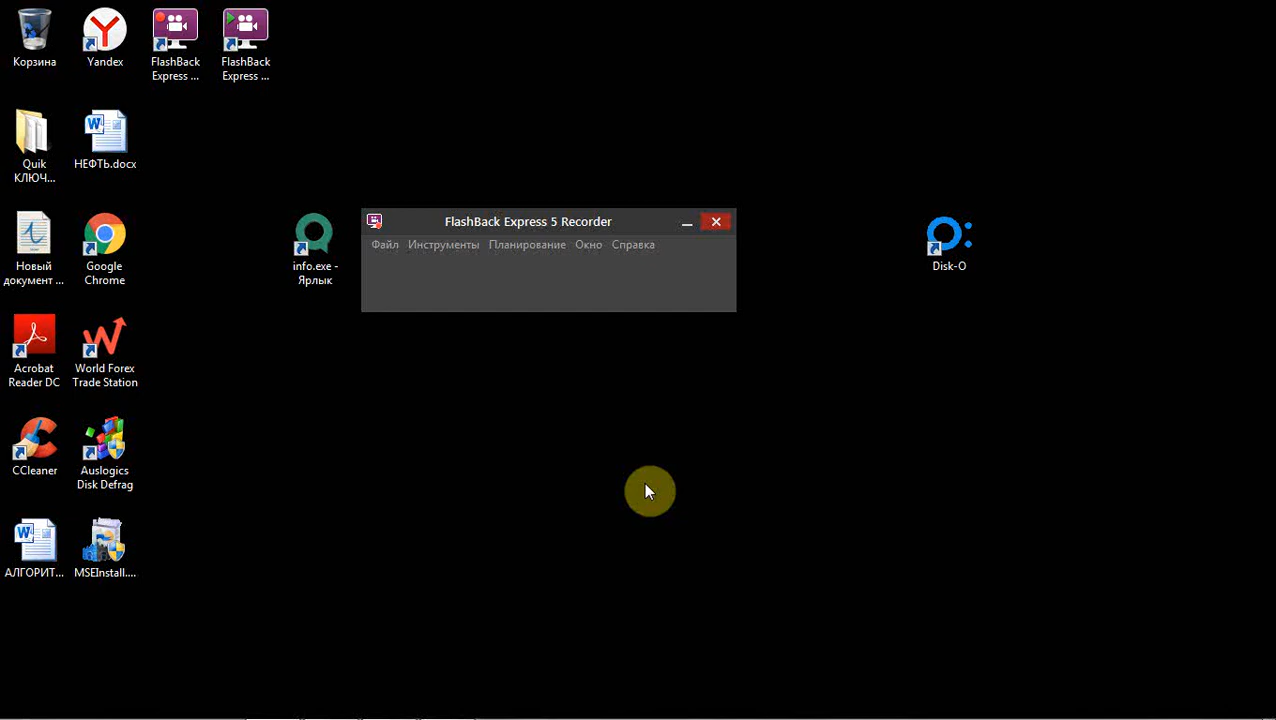 Корзина
Yandex
FlashBack
Express ...
FlashBack
Express ...
Quik
КЛЮЧ...
НЕФТЬ.docx
FlashBack Express 5 Recorder
Файл Инструменты Планирование Окно Справка
Новый
документ ...
Google
Chrome
info.exe -
Ярлык
Disk-O
Acrobat
Reader DC
World Forex
Trade Station
CCleaner
Auslogics
Disk Defrag
АЛГОРИТ...
MSEInstall....